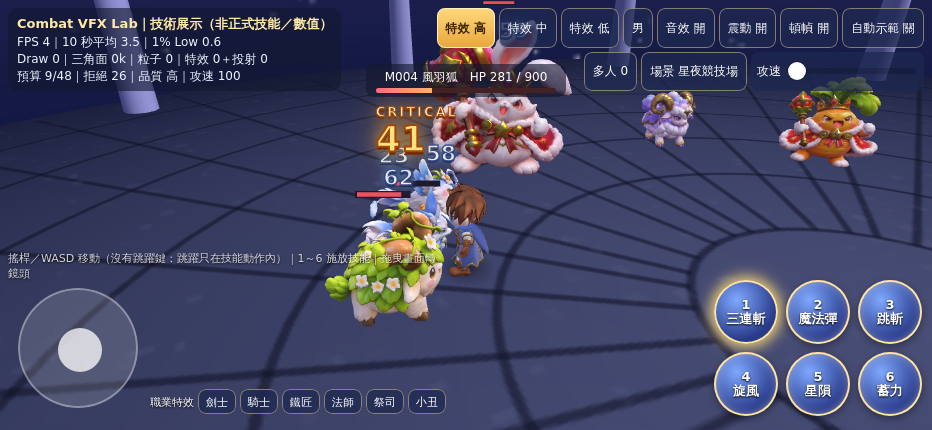 Combat VFX Lab｜技術展示（非正式技能／數值）
FPS 4｜10 秒平均 3.5｜1% Low 0.6
Draw 0｜三角面 0k｜粒子 0｜特效 0＋投射 0
預算 9/48｜拒絕 26｜品質 高｜攻速 100
特效 高
特效 中
特效 低
男
音效 開
震動 開
頓幀 開
自動示範 關
多人 0
場景 星夜競技場
攻速
M004 風羽狐 HP 281 / 900
CRITICAL
41
23 58
62
搖桿／WASD 移動（沒有跳躍鍵；跳躍只在技能動作內）｜1～6 施放技能｜拖曳畫面轉
鏡頭
1
三連斬
2
魔法彈
3
跳斬
4
旋風
5
星隕
6
蓄力
職業特效
劍士
騎士
鐵匠
法師
祭司
小丑